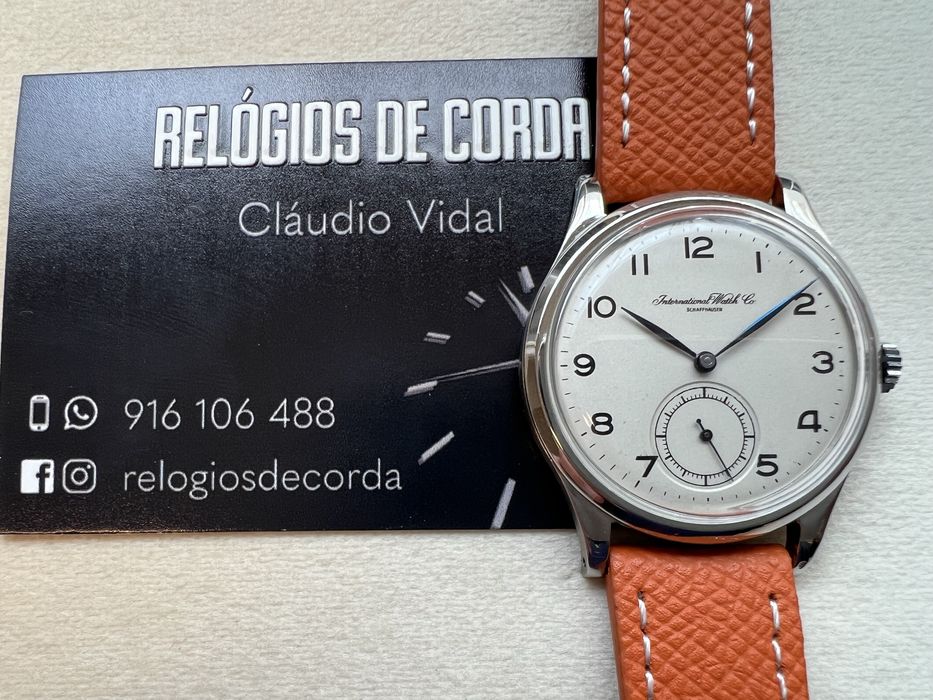 RELÓGIOS DE CORDA
Cláudio Vidal
916 106 488
relogiosdecorda
International Watch Co
SCHAFFHAUSEN
12
1
2
3
4
5
7
8
9
10
11